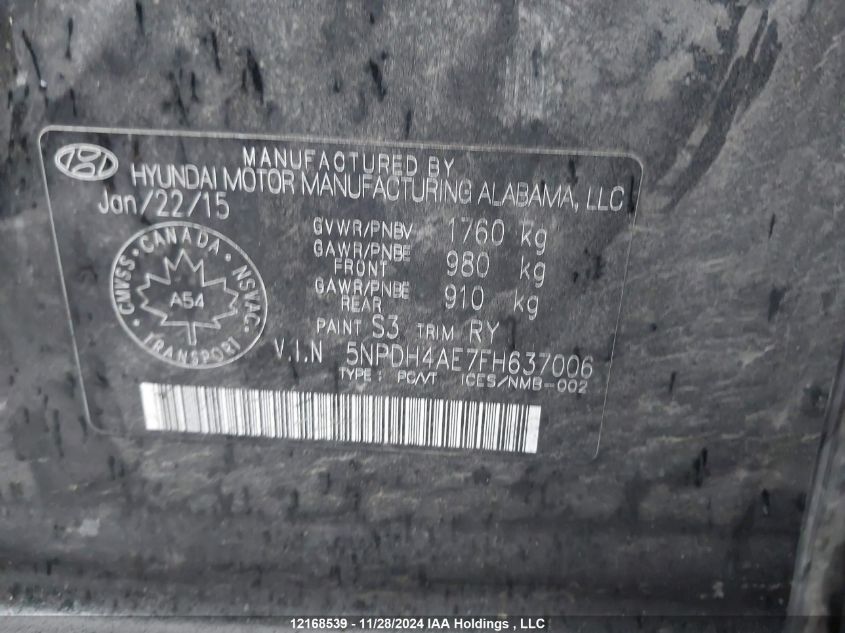 MANUFACTURED BY
HYUNDAI MOTOR MANUFACTURING ALABAMA, LLC
Jan/22/15
GVWR/PNBV 1760 kg
GAWR/PNBE FRONT 980 kg
GAWR/PNBE REAR 910 kg
PAINT S3 TRIM RY
V.I.N 5NPDH4AE7FH637006
TYPE : PC/VT ICES/NMB-002
CMVSS · CANADA · NSVAC · TRANSPORT
A54
12168539 - 11/28/2024 IAA Holdings , LLC